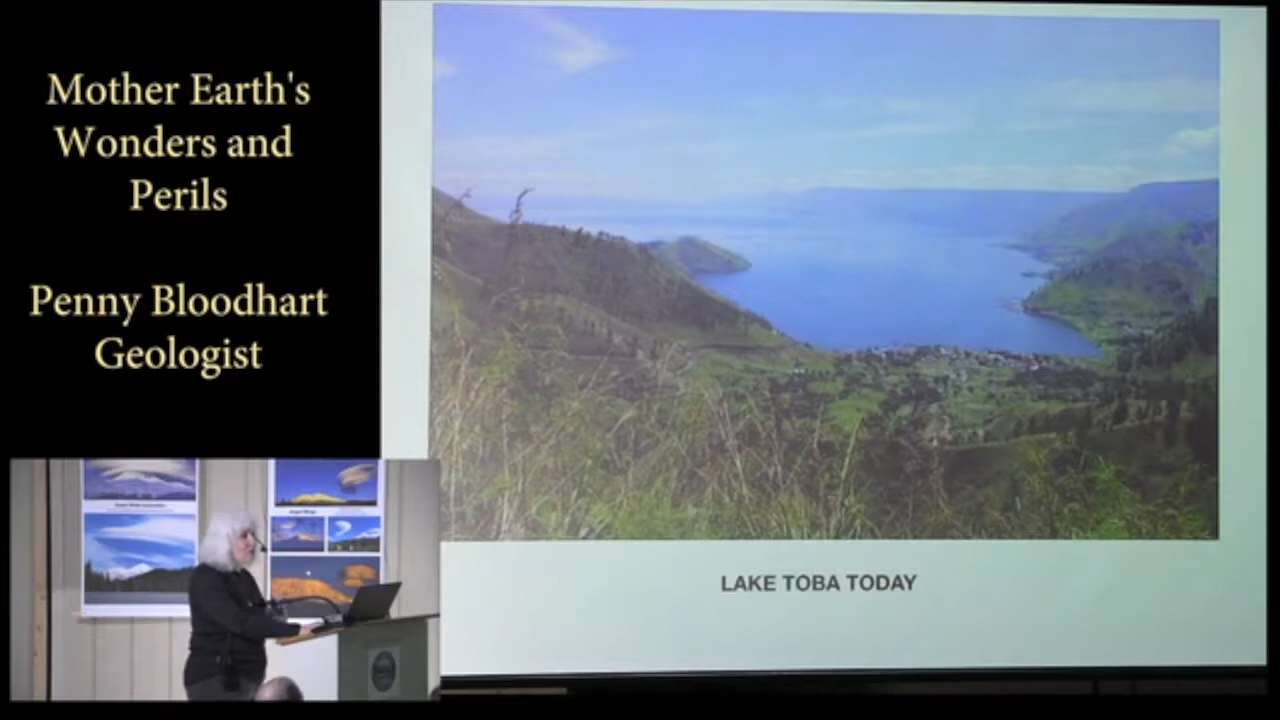 Mother Earth's
Wonders and
Perils
Penny Bloodhart
Geologist
LAKE TOBA TODAY